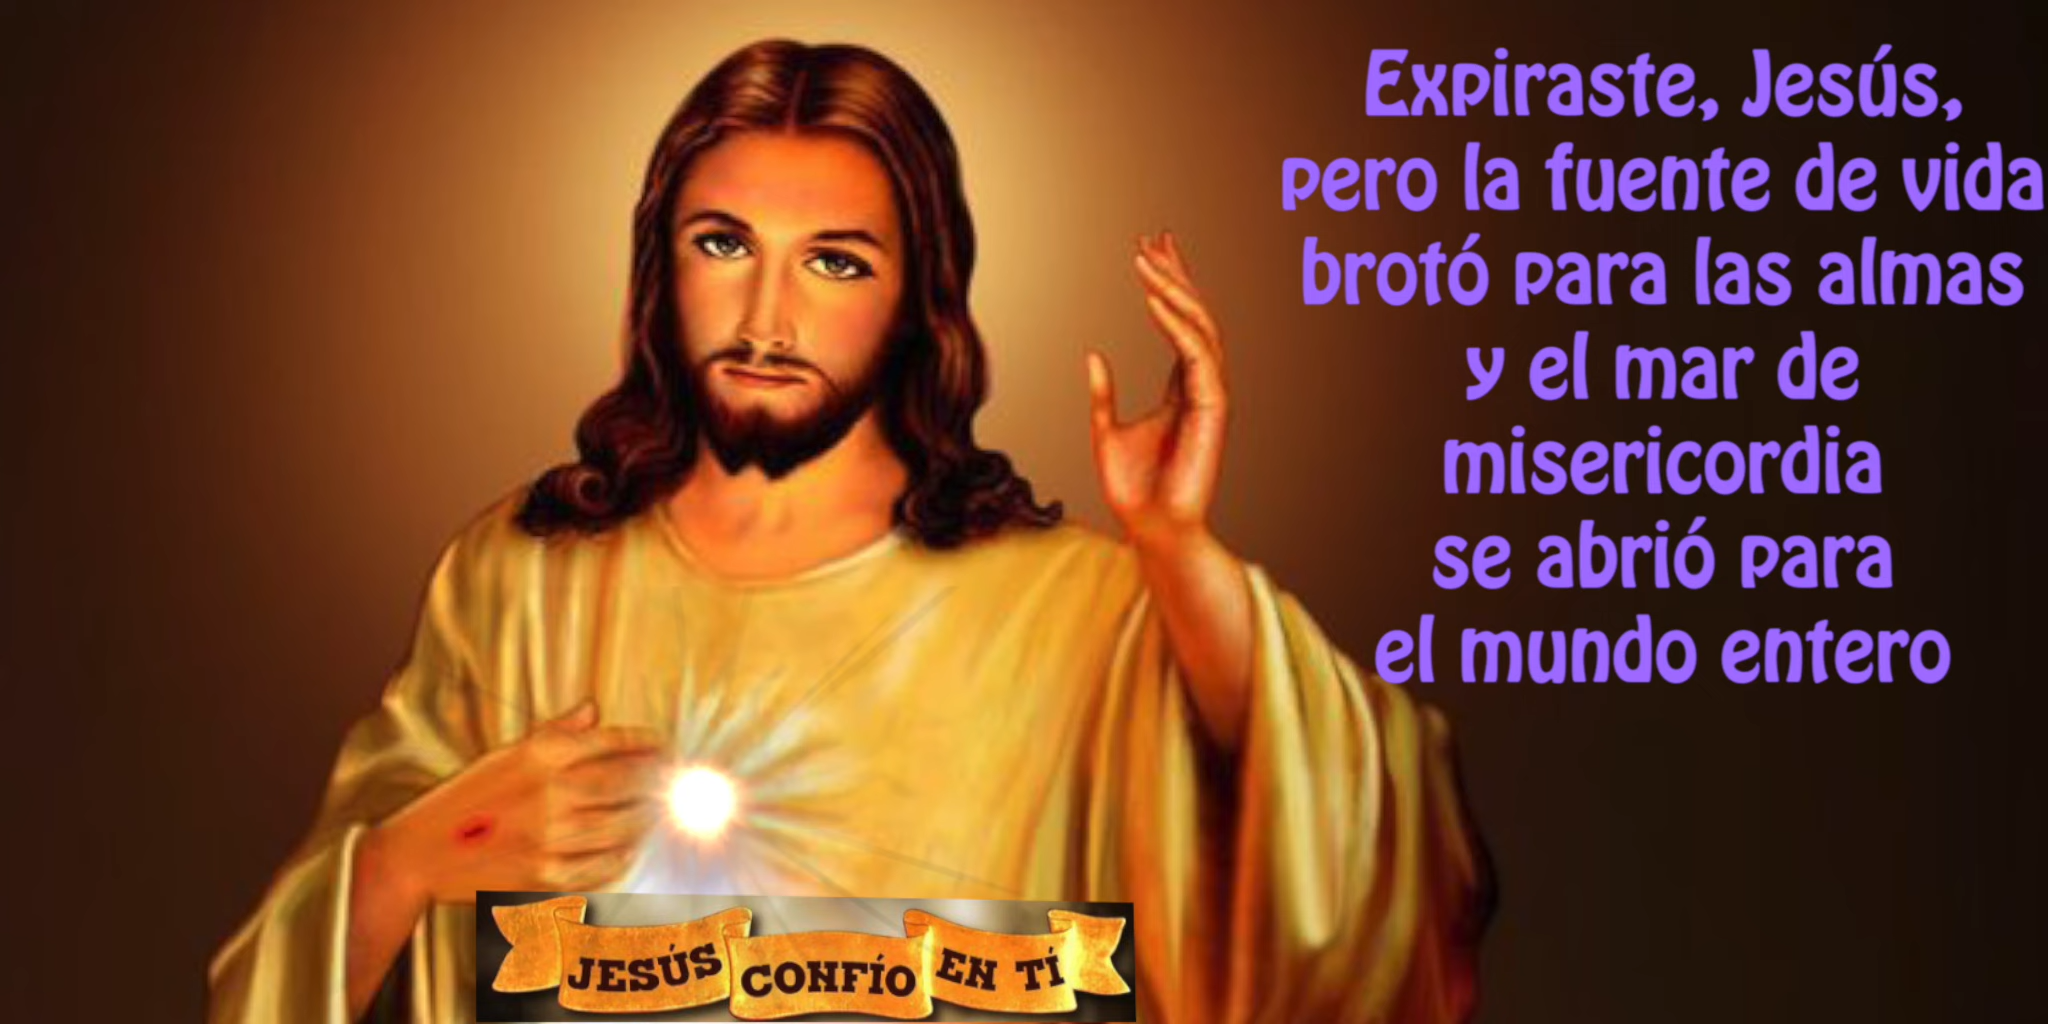 Expiraste, Jesús,
pero la fuente de vida
brotó para las almas
y el mar de
misericordia
se abrió para
el mundo entero
JESÚS CONFÍO EN TÍ